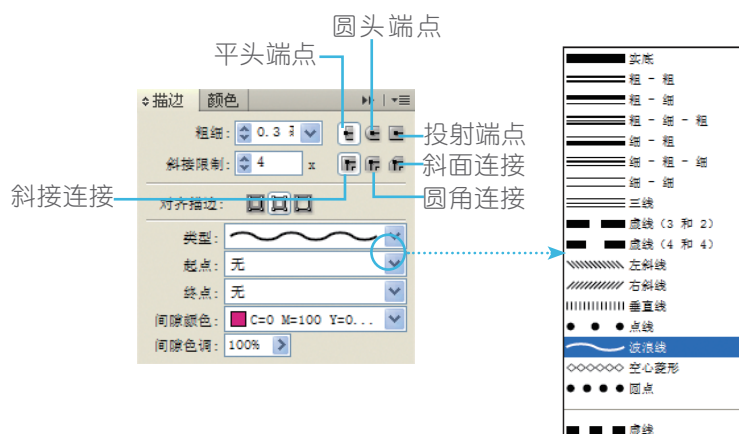 圆头端点
平头端点
描边 颜色
粗细: 0.3
投射端点
斜接限制: 4 x
斜面连接
斜接连接
圆角连接
对齐描边:
类型:
起点: 无
终点: 无
间隙颜色: C=0 M=100 Y=0...
间隙色调: 100%
实底
粗 - 粗
粗 - 细
粗 - 细 - 粗
细 - 粗
细 - 粗 - 细
细 - 细
三线
虚线 (3 和 2)
虚线 (4 和 4)
左斜线
右斜线
垂直线
点线
波浪线
空心菱形
圆点
虚线